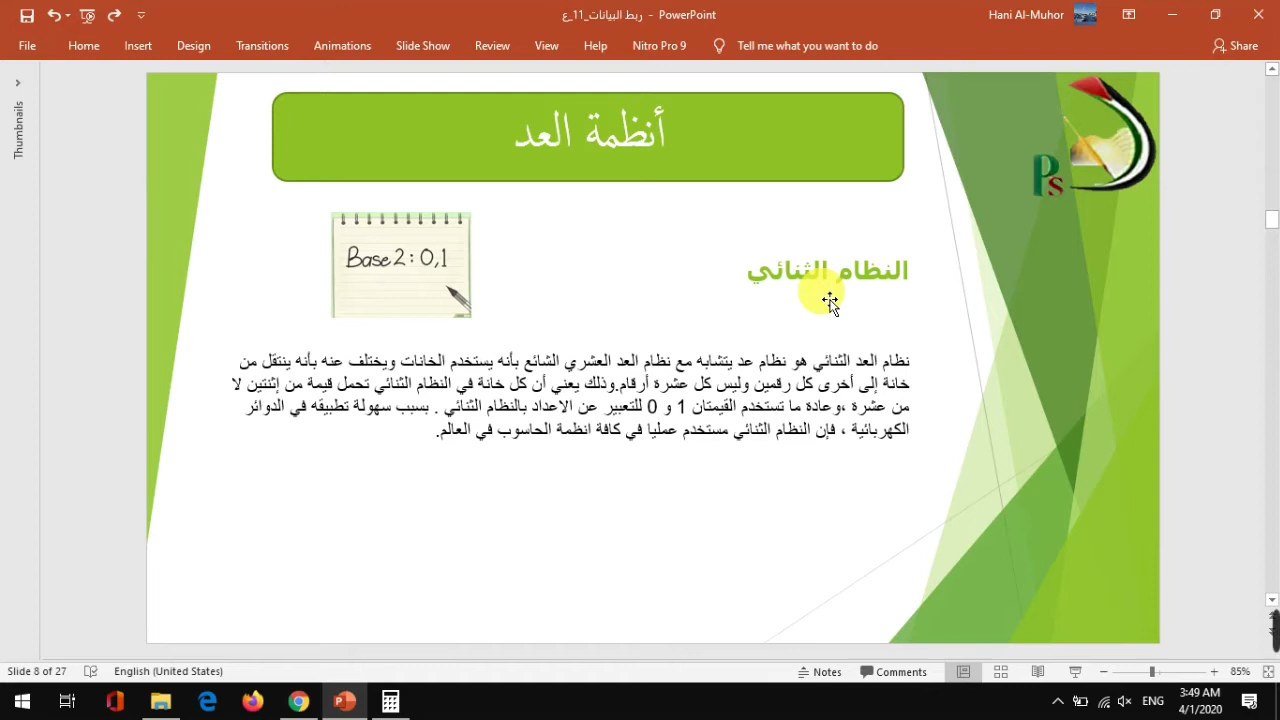 ربط البيانات_11_ع - PowerPoint
Hani Al-Muhor
File Home Insert Design Transitions Animations Slide Show Review View Help Nitro Pro 9 Tell me what you want to do Share
Thumbnails
أنظمة العد
Ps
Base 2 : 0,1
النظام الثنائي
نظام العد الثنائي هو نظام عد يتشابه مع نظام العد العشري الشائع بأنه يستخدم الخانات ويختلف عنه بأنه ينتقل من
خانة إلى أخرى كل رقمين وليس كل عشرة أرقام.وذلك يعني أن كل خانة في النظام الثنائي تحمل قيمة من إثنتين لا
من عشرة ،وعادة ما تستخدم القيمتان 1 و 0 للتعبير عن الاعداد بالنظام الثنائي . بسبب سهولة تطبيقه في الدوائر
الكهربائية ، فإن النظام الثنائي مستخدم عمليا في كافة انظمة الحاسوب في العالم.
Slide 8 of 27 English (United States) Notes Comments 85%
ENG
3:49 AM
4/1/2020